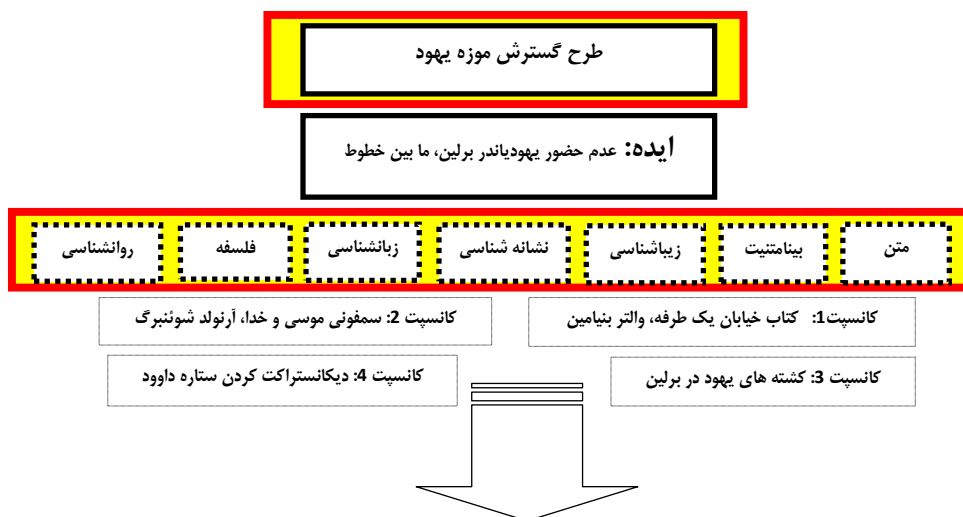 طرح گسترش موزه یهود
ایده: عدم حضور یهودیاندر برلین، ما بین خطوط
متن
بینامتنیت
زیباشناسی
نشانه شناسی
زبانشناسی
فلسفه
روانشناسی
کانسپت1: کتاب خیابان یک طرفه، والتر بنیامین
کانسپت 2: سمفونی موسی و خدا، آرنولد شوئنبرگ
کانسپت 3: کشته های یهود در برلین
کانسپت 4: دیکانستراکت کردن ستاره داوود